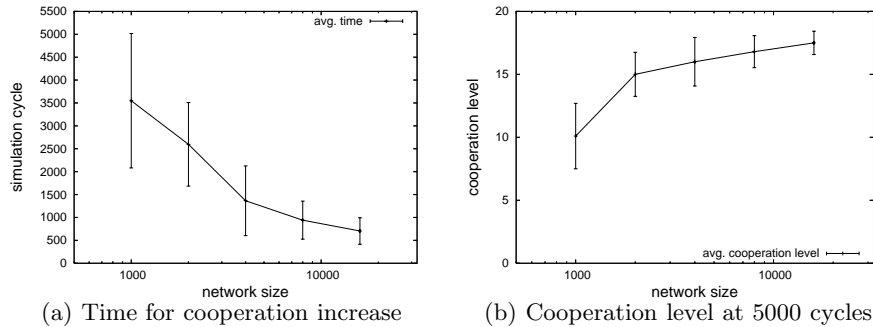 5500
5000
4500
4000
3500
3000
2500
2000
1500
1000
500
0
simulation cycle
avg. time
1000
10000
network size
(a) Time for cooperation increase
20
15
10
5
0
cooperation level
avg. cooperation level
1000
10000
network size
(b) Cooperation level at 5000 cycles